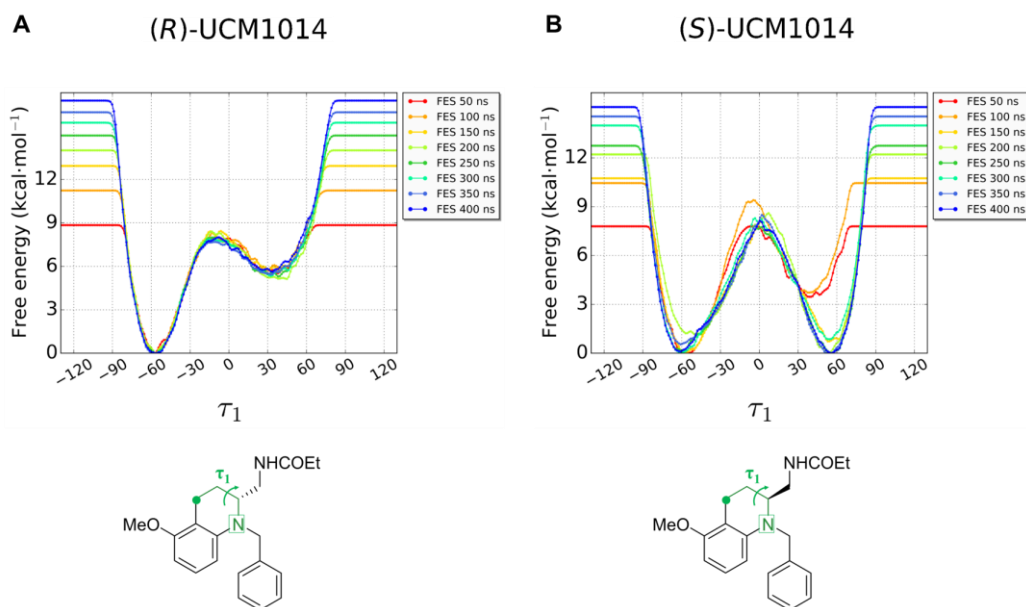 A
(R)-UCM1014
Free energy (kcal·mol⁻¹)
12
9
6
3
0
−120
−90
−60
−30
0
30
60
90
120
τ₁
FES 50 ns
FES 100 ns
FES 150 ns
FES 200 ns
FES 250 ns
FES 300 ns
FES 350 ns
FES 400 ns
NHCOEt
τ₁
MeO
N
B
(S)-UCM1014
Free energy (kcal·mol⁻¹)
12
9
6
3
0
−120
−90
−60
−30
0
30
60
90
120
τ₁
FES 50 ns
FES 100 ns
FES 150 ns
FES 200 ns
FES 250 ns
FES 300 ns
FES 350 ns
FES 400 ns
NHCOEt
τ₁
MeO
N